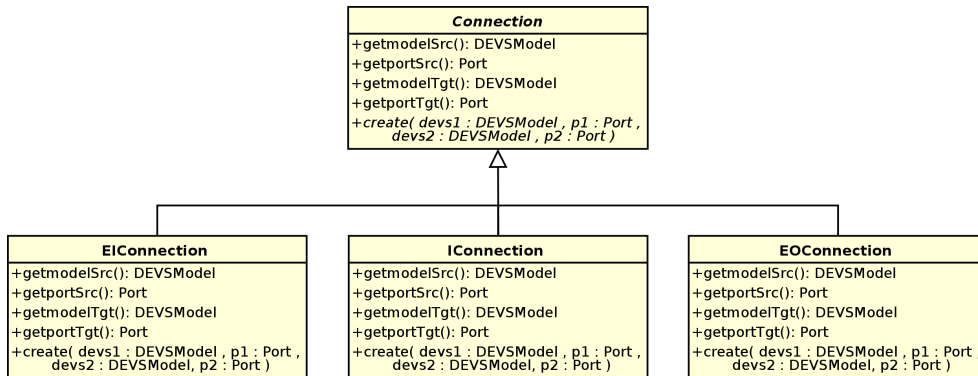 Connection
+getmodelSrc(): DEVSModel
+getportSrc(): Port
+getmodelTgt(): DEVSModel
+getportTgt(): Port
+create( devs1 : DEVSModel , p1 : Port ,
devs2 : DEVSModel , p2 : Port )
EIConnection
+getmodelSrc(): DEVSModel
+getportSrc(): Port
+getmodelTgt(): DEVSModel
+getportTgt(): Port
+create( devs1 : DEVSModel , p1 : Port ,
devs2 : DEVSModel, p2 : Port )
IConnection
+getmodelSrc(): DEVSModel
+getportSrc(): Port
+getmodelTgt(): DEVSModel
+getportTgt(): Port
+create( devs1 : DEVSModel , p1 : Port ,
devs2 : DEVSModel, p2 : Port )
EOConnection
+getmodelSrc(): DEVSModel
+getportSrc(): Port
+getmodelTgt(): DEVSModel
+getportTgt(): Port
+create( devs1 : DEVSModel , p1 : Port ,
devs2 : DEVSModel, p2 : Port )